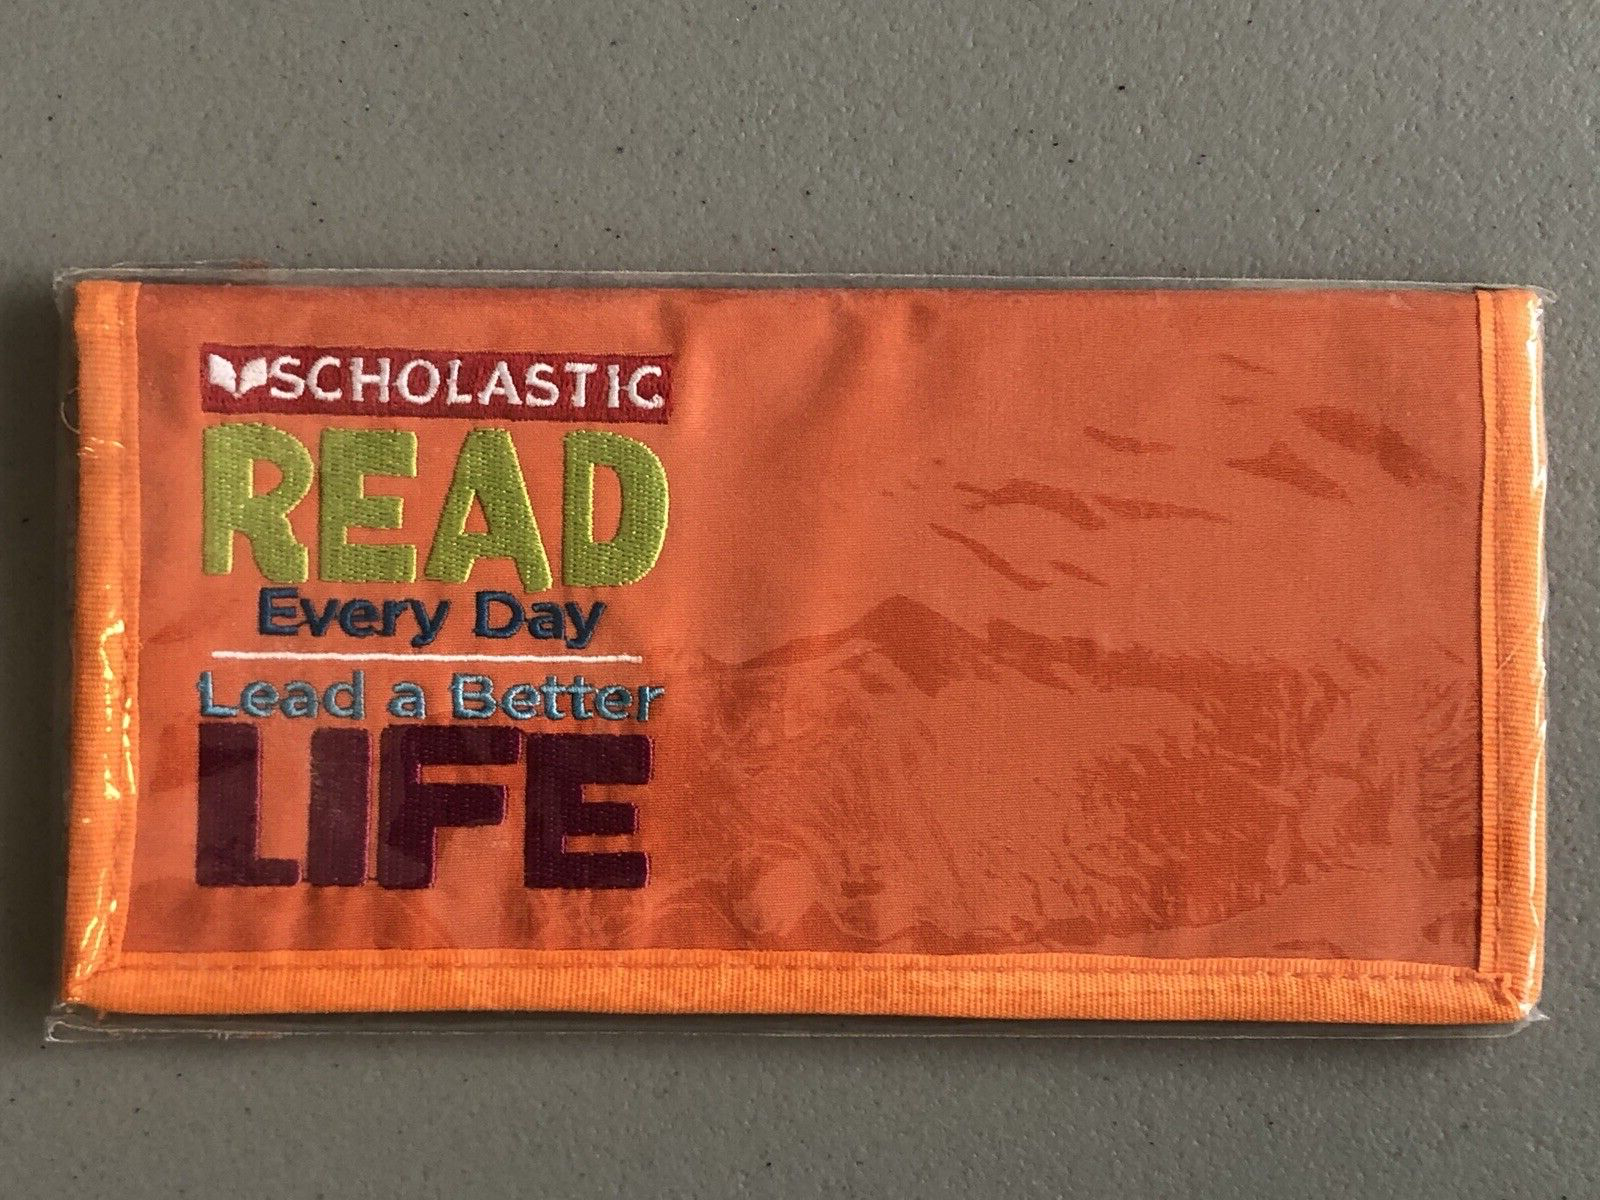 SCHOLASTIC
READ
Every Day
Lead a Better
LIFE